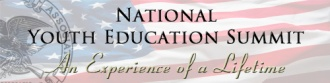 NATIONAL
YOUTH EDUCATION SUMMIT
An Experience of a Lifetime